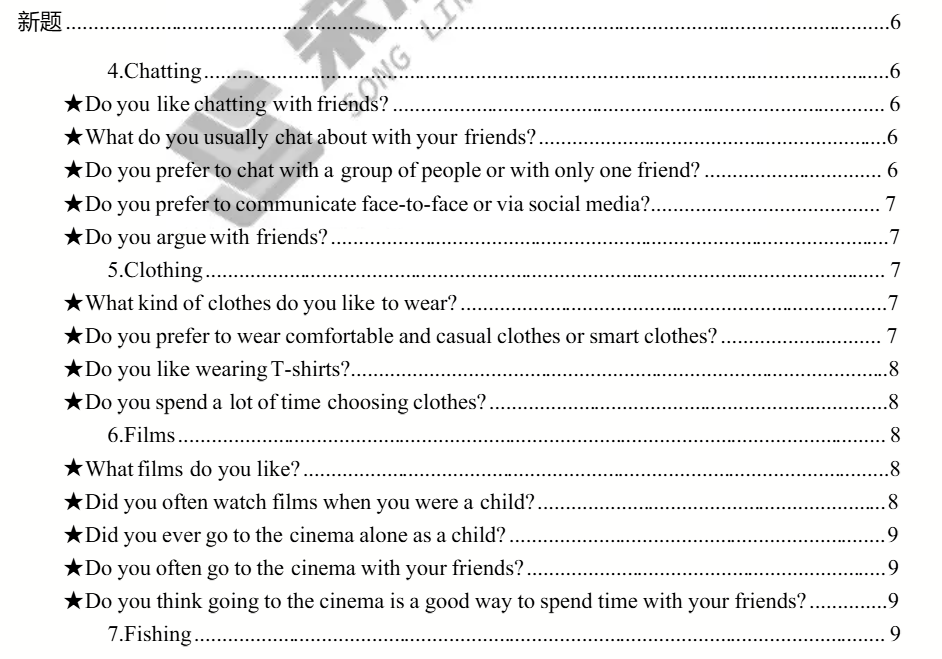 新题........................................................................6
4.Chatting........................................................................6
★Do you like chatting with friends?........................................................................6
★What do you usually chat about with your friends?........................................................................6
★Do you prefer to chat with a group of people or with only one friend?........................................................................6
★Do you prefer to communicate face-to-face or via social media?........................................................................7
★Do you argue with friends?........................................................................7
5.Clothing........................................................................7
★What kind of clothes do you like to wear?........................................................................7
★Do you prefer to wear comfortable and casual clothes or smart clothes?........................................................................7
★Do you like wearing T-shirts?........................................................................8
★Do you spend a lot of time choosing clothes?........................................................................8
6.Films........................................................................8
★What films do you like?........................................................................8
★Did you often watch films when you were a child?........................................................................8
★Did you ever go to the cinema alone as a child?........................................................................9
★Do you often go to the cinema with your friends?........................................................................9
★Do you think going to the cinema is a good way to spend time with your friends?..............9
7.Fishing........................................................................9
SONG